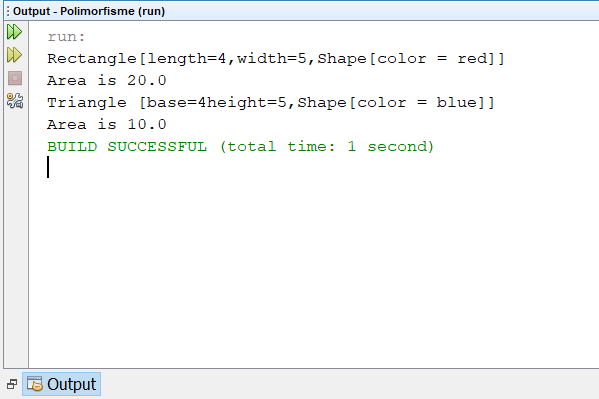 Output - Polimorfisme (run)
run:
Rectangle[length=4,width=5,Shape[color = red]]
Area is 20.0
Triangle [base=4height=5,Shape[color = blue]]
Area is 10.0
BUILD SUCCESSFUL (total time: 1 second)
Output